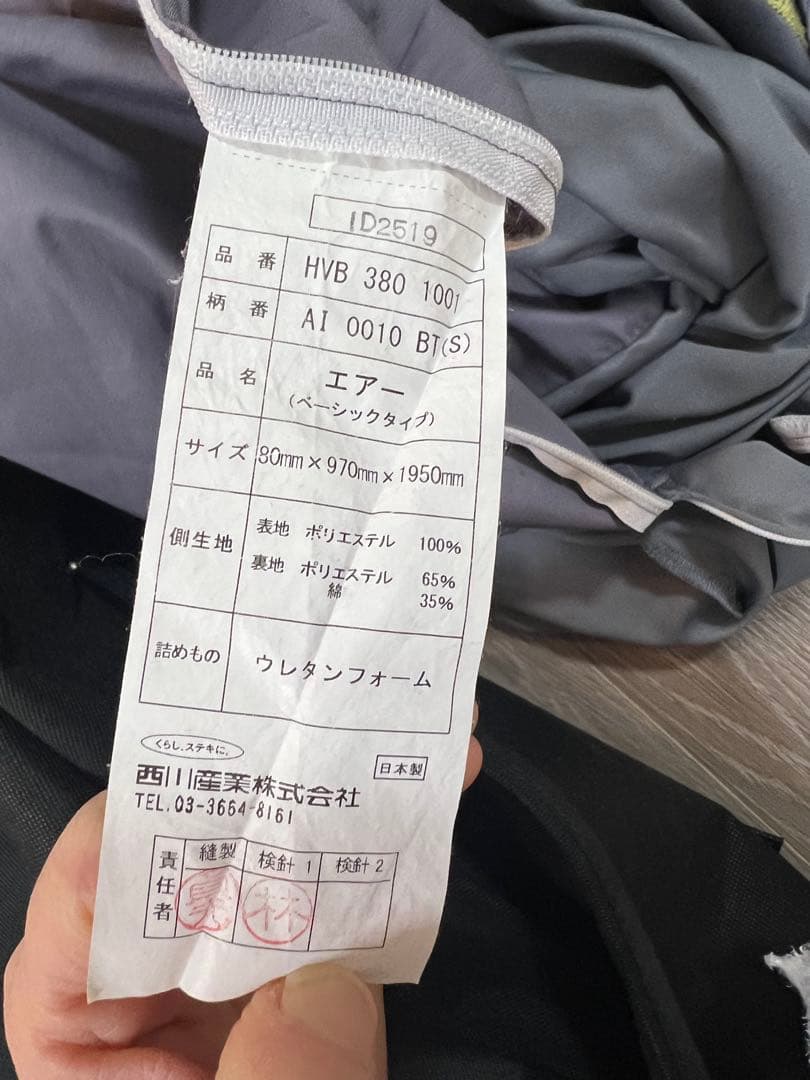 ID2519
品番 HVB 380 1001
柄番 AI 0010 BT(S)
品名 エアー
(ベーシックタイプ)
サイズ 80mm×970mm×1950mm
側生地 表地 ポリエステル 100%
裏地 ポリエステル 65%
綿 35%
詰めもの ウレタンフォーム
くらし、ステキに。
西川産業株式会社 日本製
TEL.03-3664-8161
責任者 縫製 検針1 検針2
林